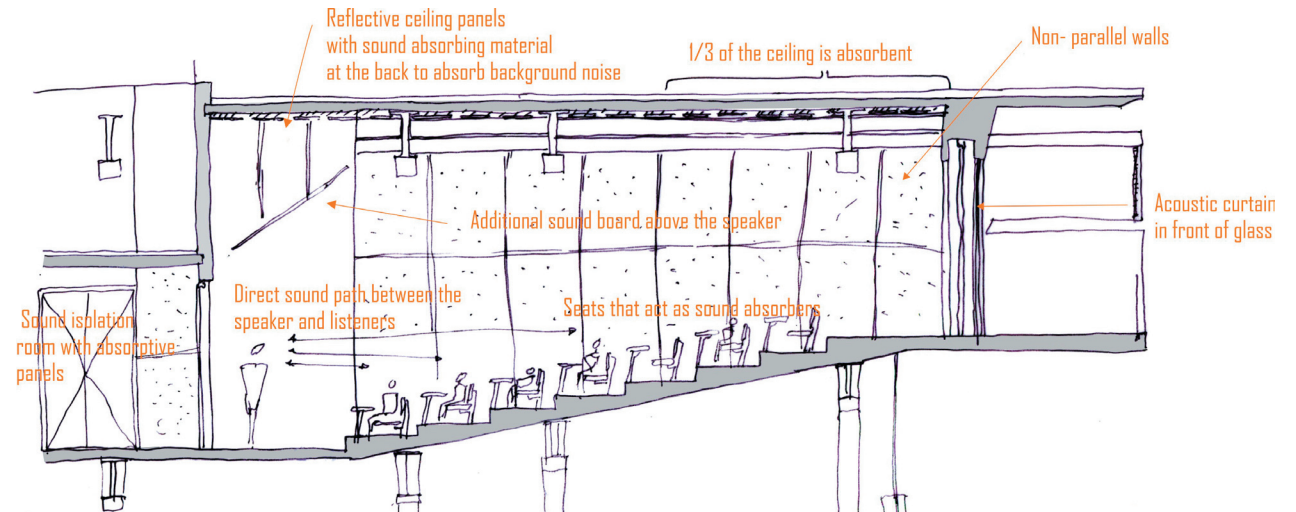 Reflective ceiling panels
with sound absorbing material
at the back to absorb background noise
1/3 of the ceiling is absorbent
Non- parallel walls
Additional sound board above the speaker
Acoustic curtain
in front of glass
Direct sound path between the
speaker and listeners
Seats that act as sound absorbers
Sound isolation
room with absorptive
panels